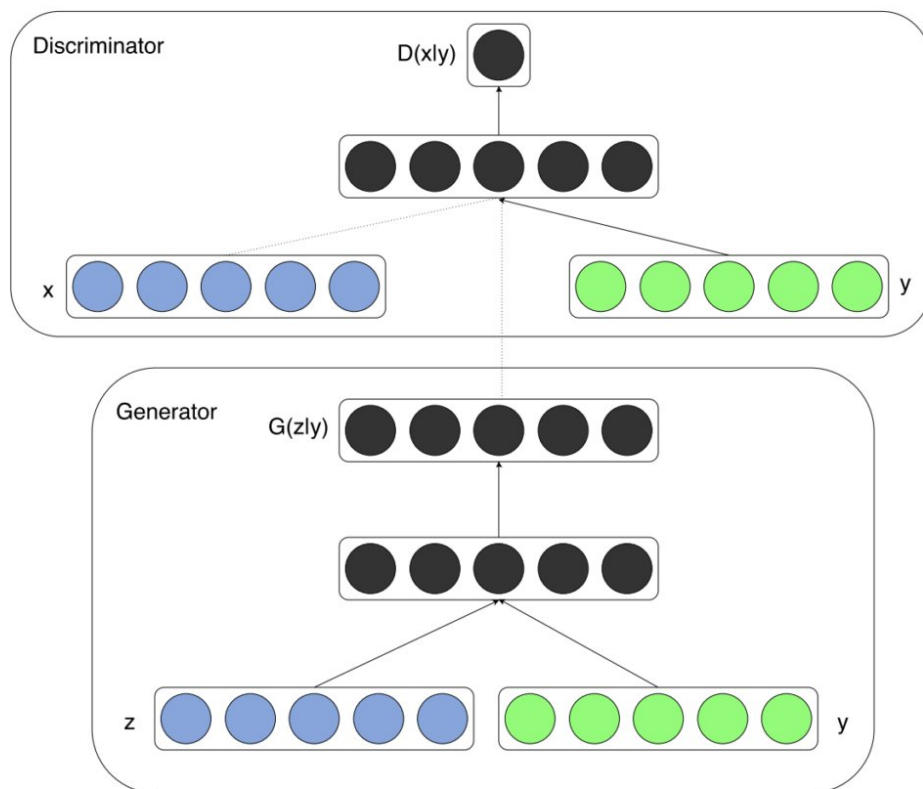 Discriminator
D(x|y)
x
y
Generator
G(z|y)
z
y